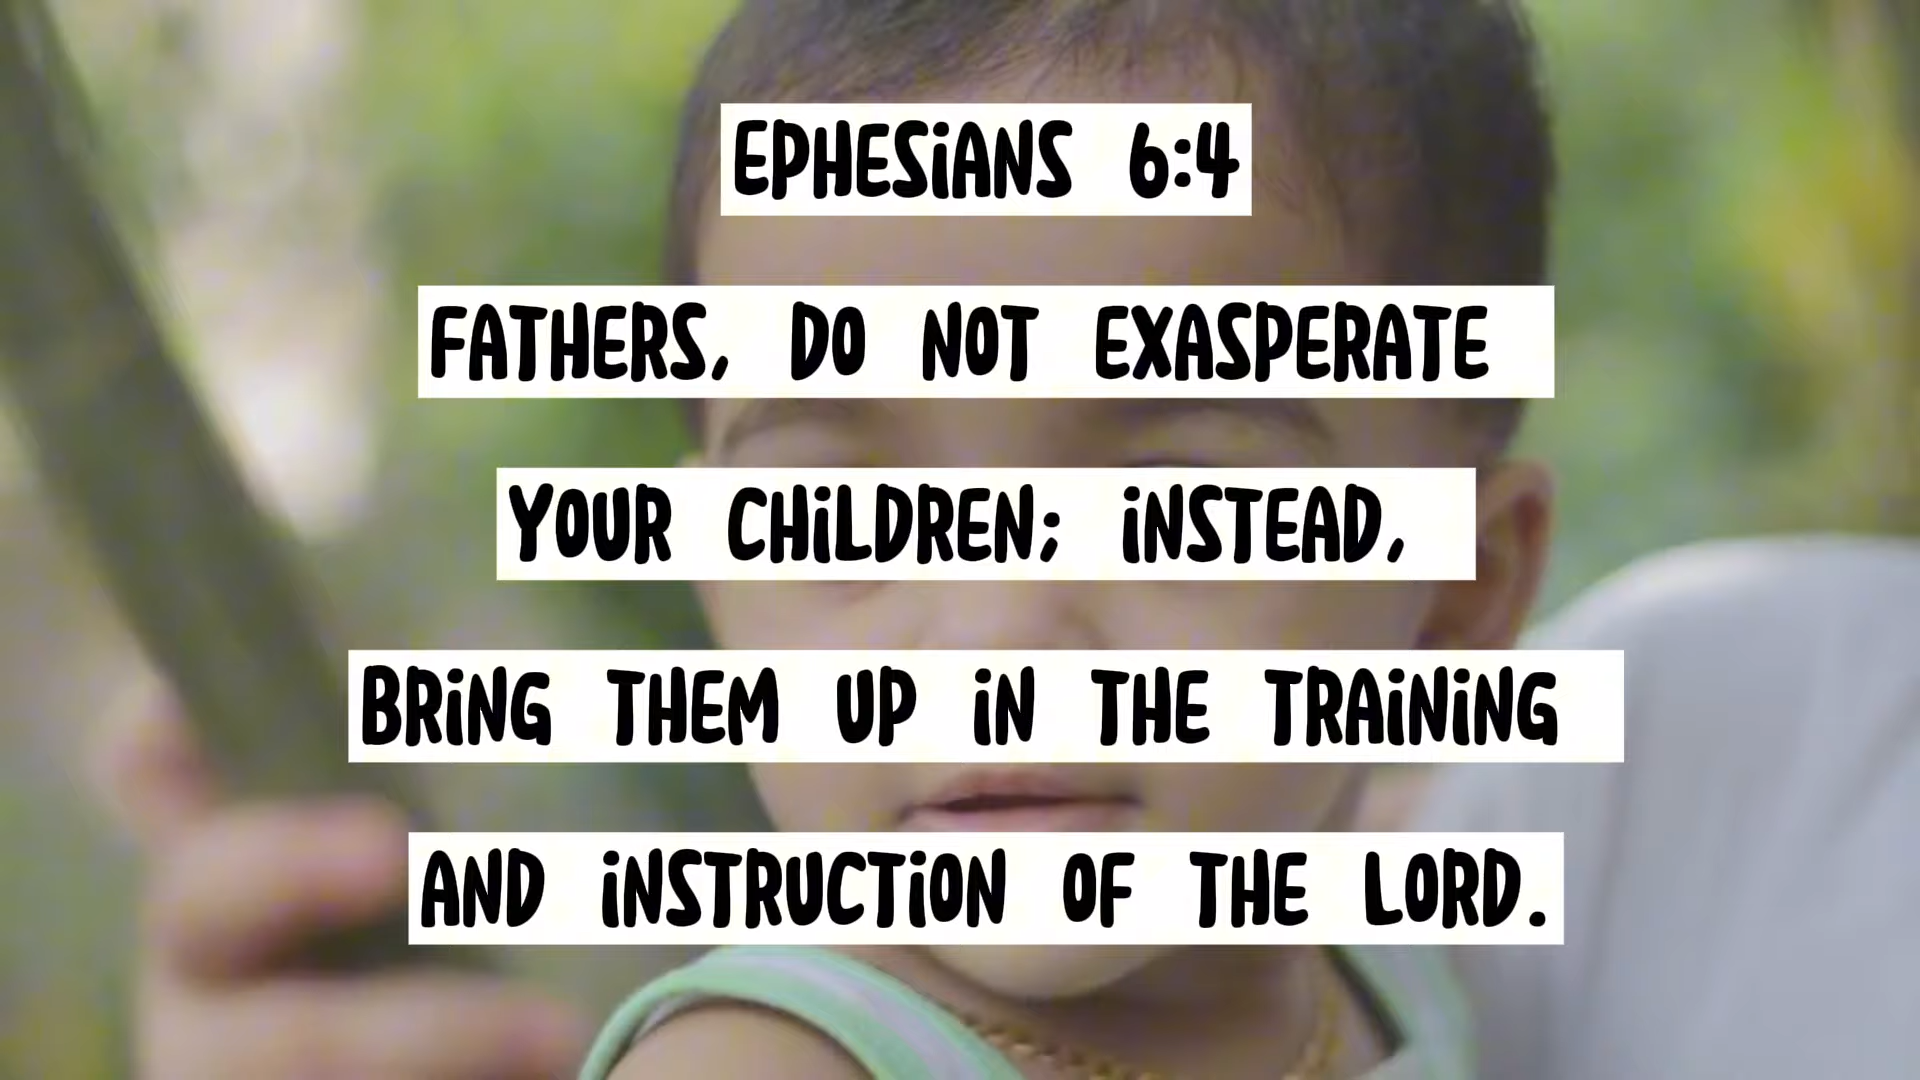 EPHESiANS 6:4
FATHERS, DO NOT EXASPERATE
YOUR CHiLDREN; iNSTEAD,
BRiNG THEM UP iN THE TRAiNiNG
AND iNSTRUCTiON OF THE LORD.